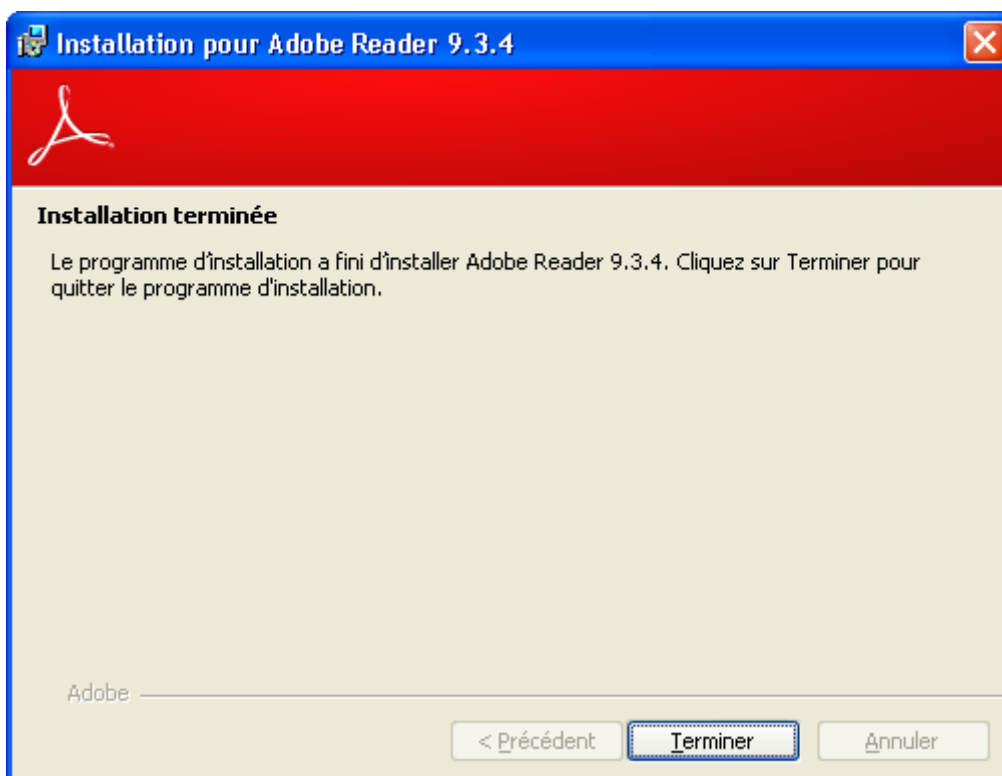 Installation pour Adobe Reader 9.3.4
Installation terminée
Le programme d'installation a fini d'installer Adobe Reader 9.3.4. Cliquez sur Terminer pour
quitter le programme d'installation.
Adobe
< Précédent
Terminer
Annuler